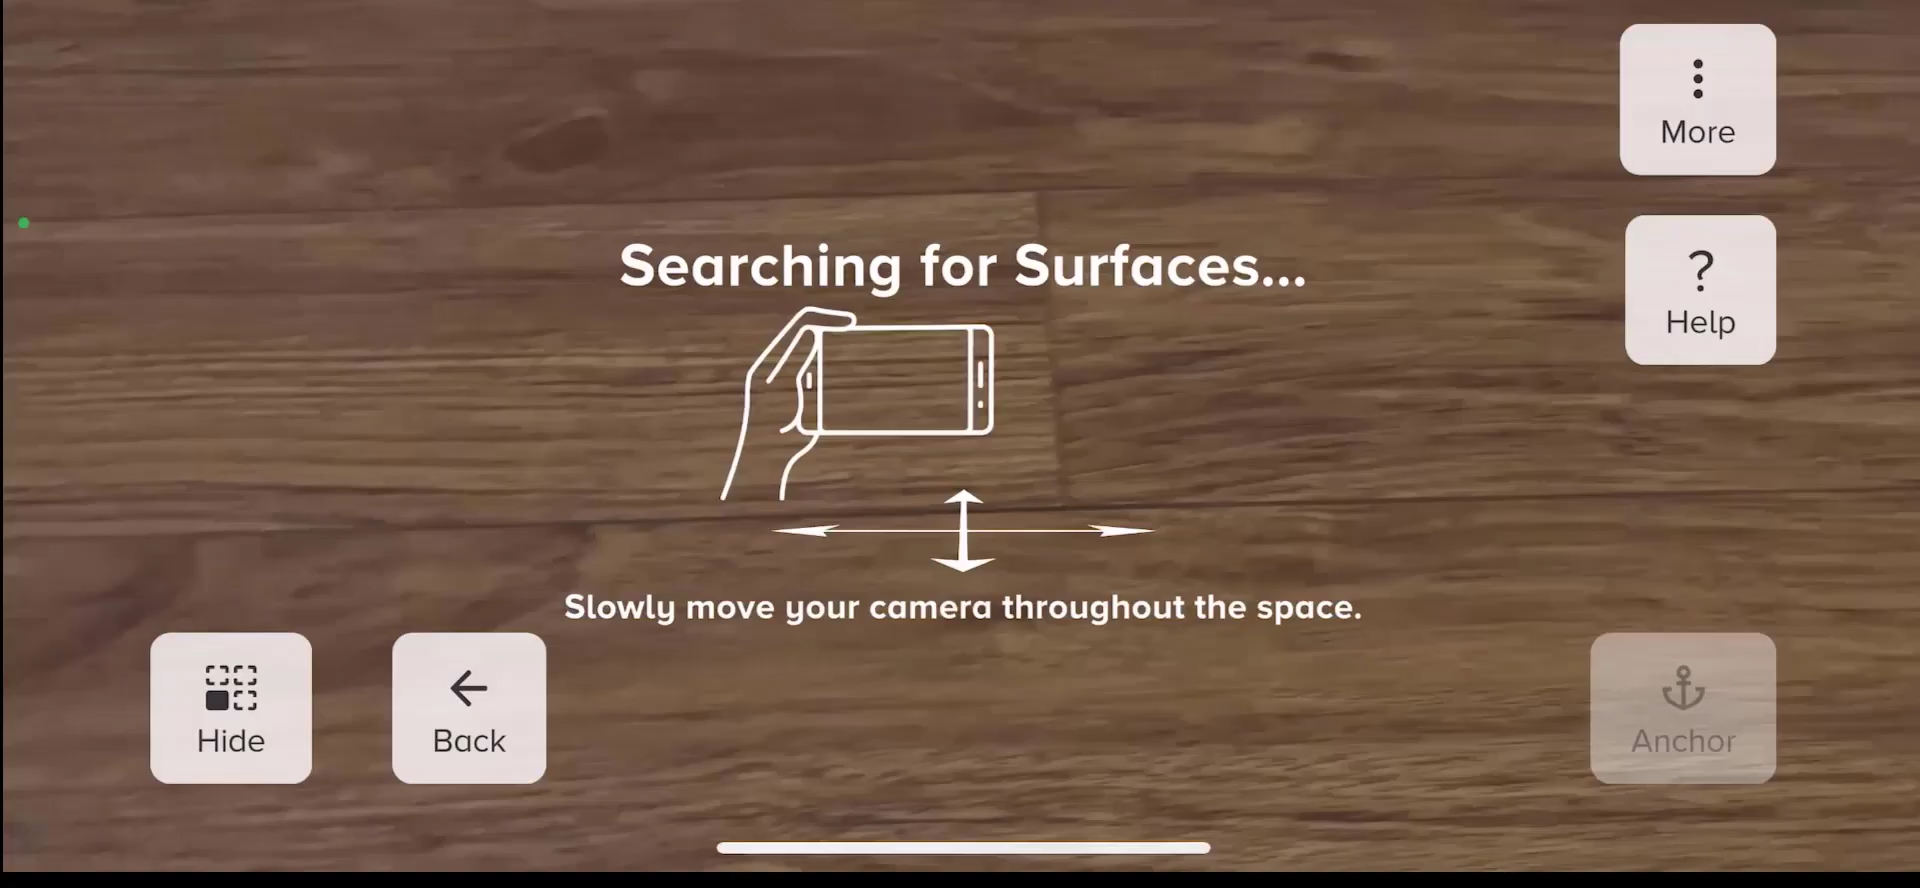 More
Help
Searching for Surfaces...
Slowly move your camera throughout the space.
Hide
Back
Anchor